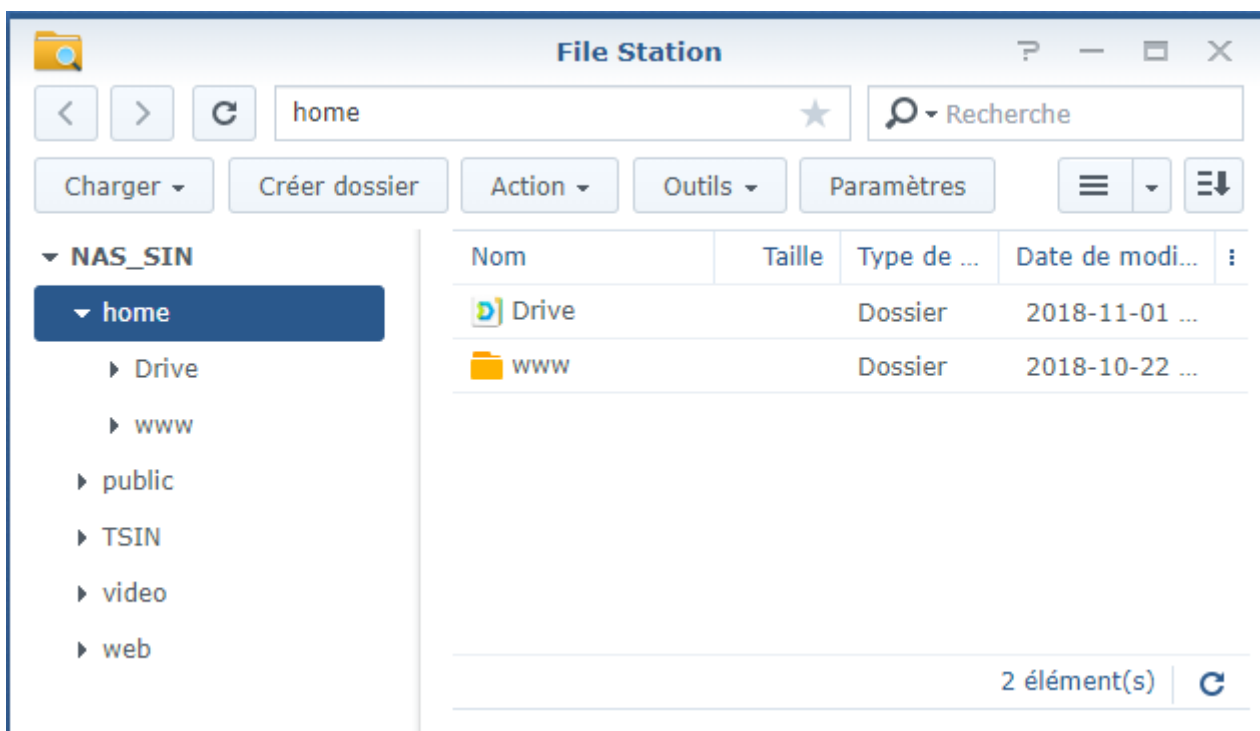 File Station
home
Recherche
Charger
Créer dossier
Action
Outils
Paramètres
NAS_SIN
home
Drive
www
public
TSIN
video
web
Nom Taille Type de ... Date de modi...
Drive Dossier 2018-11-01 ...
www Dossier 2018-10-22 ...
2 élément(s)